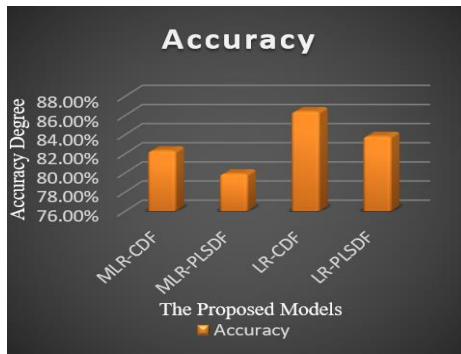 Accuracy
Accuracy Degree
88.00%
86.00%
84.00%
82.00%
80.00%
78.00%
76.00%
MLR-CDF
MLR-PLSDF
LR-CDF
LR-PLSDF
The Proposed Models
Accuracy